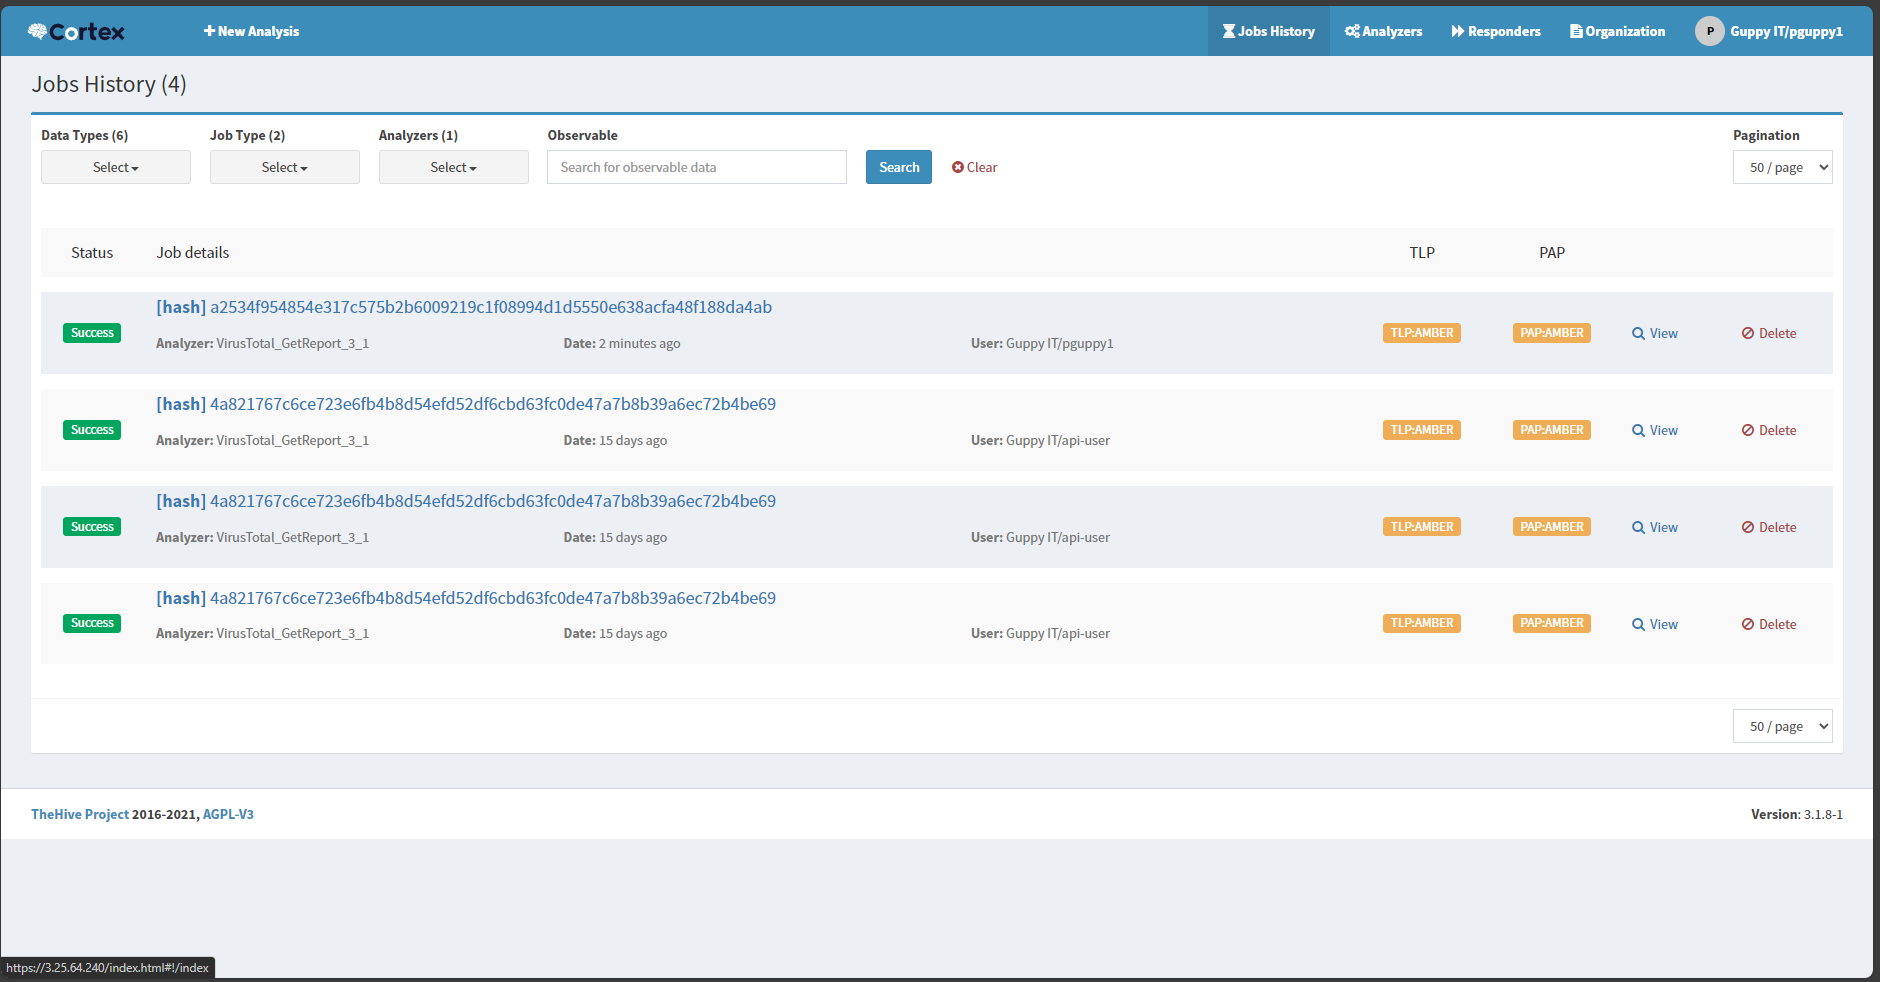 Cortex
New Analysis
Jobs History
Analyzers
Responders
Organization
P
Guppy IT/pguppy1
Jobs History (4)
Data Types (6)
Job Type (2)
Analyzers (1)
Observable
Pagination
Select
Select
Select
Search for observable data
Search
Clear
50 / page
Status
Job details
TLP
PAP
[hash] a2534f954854e317c575b2b6009219c1f08994d1d5550e638acfa48f188da4ab
Success
Analyzer: VirusTotal_GetReport_3_1
Date: 2 minutes ago
User: Guppy IT/pguppy1
TLP:AMBER
PAP:AMBER
View
Delete
[hash] 4a821767c6ce723e6fb4b8d54efd52df6cbd63fc0de47a7b8b39a6ec72b4be69
Success
Analyzer: VirusTotal_GetReport_3_1
Date: 15 days ago
User: Guppy IT/api-user
TLP:AMBER
PAP:AMBER
View
Delete
[hash] 4a821767c6ce723e6fb4b8d54efd52df6cbd63fc0de47a7b8b39a6ec72b4be69
Success
Analyzer: VirusTotal_GetReport_3_1
Date: 15 days ago
User: Guppy IT/api-user
TLP:AMBER
PAP:AMBER
View
Delete
[hash] 4a821767c6ce723e6fb4b8d54efd52df6cbd63fc0de47a7b8b39a6ec72b4be69
Success
Analyzer: VirusTotal_GetReport_3_1
Date: 15 days ago
User: Guppy IT/api-user
TLP:AMBER
PAP:AMBER
View
Delete
50 / page
TheHive Project 2016-2021, AGPL-V3
Version: 3.1.8-1
https://3.25.64.240/index.html#!/index